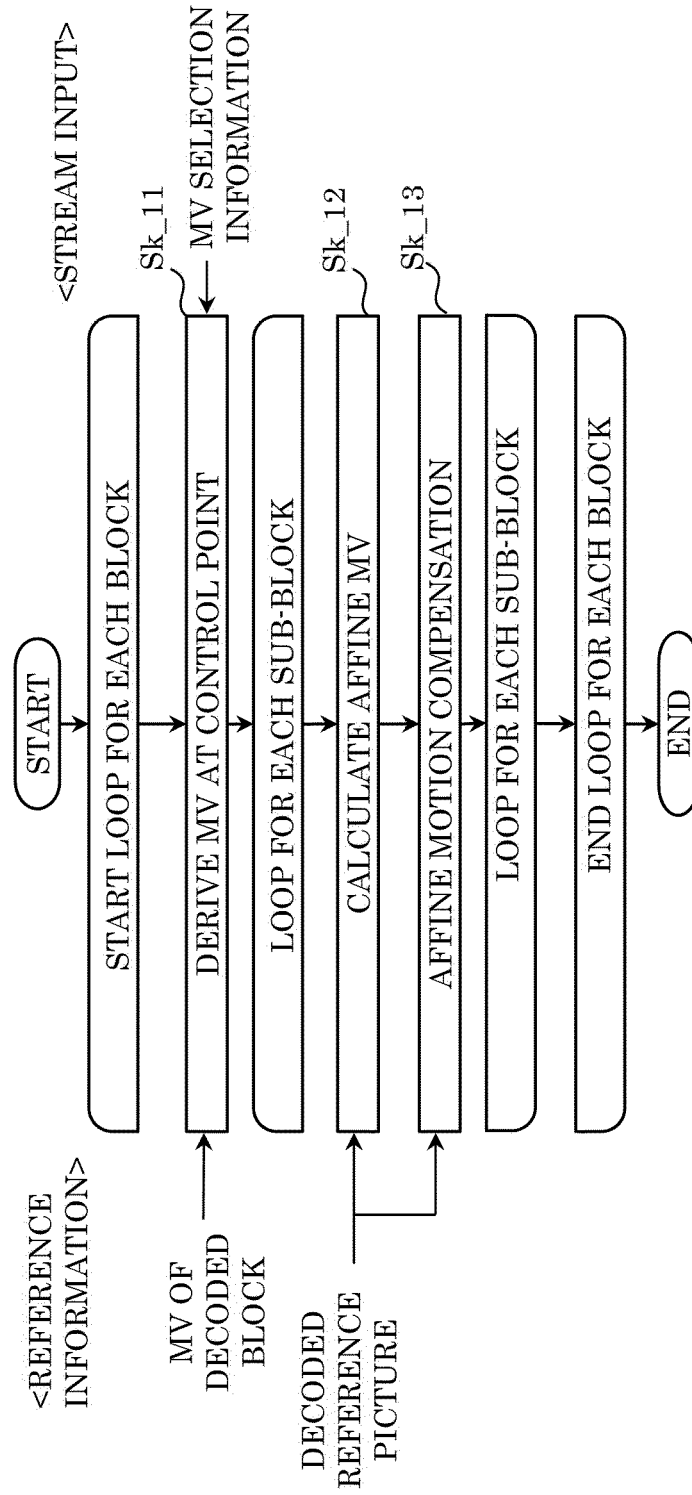 START
<REFERENCE
INFORMATION>
<STREAM INPUT>
START LOOP FOR EACH BLOCK
Sk_11
MV OF
DECODED
BLOCK
DERIVE MV AT CONTROL POINT
MV SELECTION
INFORMATION
LOOP FOR EACH SUB-BLOCK
Sk_12
DECODED
REFERENCE
PICTURE
CALCULATE AFFINE MV
Sk_13
AFFINE MOTION COMPENSATION
LOOP FOR EACH SUB-BLOCK
END LOOP FOR EACH BLOCK
END